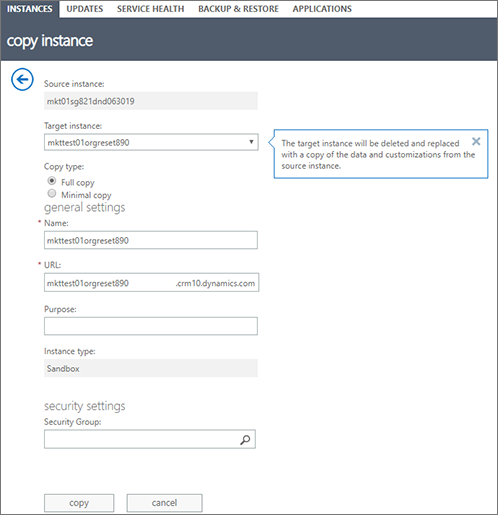 INSTANCES UPDATES SERVICE HEALTH BACKUP & RESTORE APPLICATIONS
copy instance
Source instance:
mkt01sg821dnd063019
Target instance:
mkttest01orgreset890
The target instance will be deleted and replaced
with a copy of the data and customizations from the
source instance.
Copy type:
Full copy
Minimal copy
general settings
* Name:
mkttest01orgreset890
* URL:
mkttest01orgreset890 .crm10.dynamics.com
Purpose:
Instance type:
Sandbox
security settings
Security Group:
copy cancel